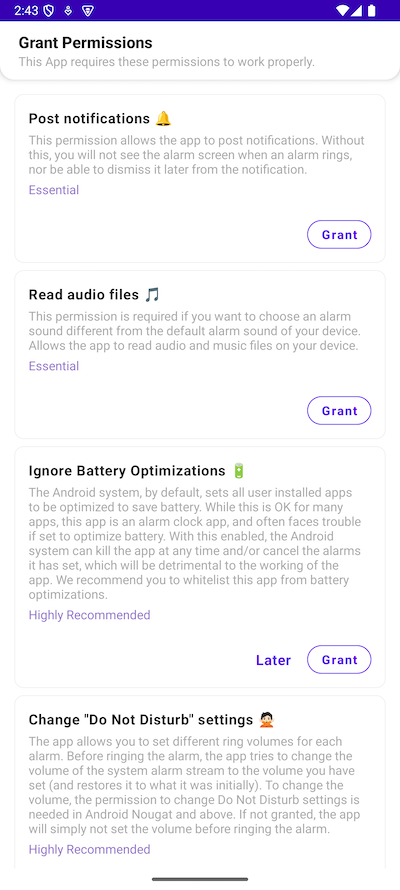 2:43
Grant Permissions
This App requires these permissions to work properly.
Post notifications 🔔
This permission allows the app to post notifications. Without
this, you will not see the alarm screen when an alarm rings,
nor be able to dismiss it later from the notification.
Essential
Grant
Read audio files 🎵
This permission is required if you want to choose an alarm
sound different from the default alarm sound of your device.
Allows the app to read audio and music files on your device.
Essential
Grant
Ignore Battery Optimizations 🔋
The Android system, by default, sets all user installed apps
to be optimized to save battery. While this is OK for many
apps, this app is an alarm clock app, and often faces trouble
if set to optimize battery. With this enabled, the Android
system can kill the app at any time and/or cancel the alarms
it has set, which will be detrimental to the working of the
app. We recommend you to whitelist this app from battery
optimizations.
Highly Recommended
Later Grant
Change "Do Not Disturb" settings 🙅
The app allows you to set different ring volumes for each
alarm. Before ringing the alarm, the app tries to change the
volume of the system alarm stream to the volume you have
set (and restores it to what it was initially). To change the
volume, the permission to change Do Not Disturb settings is
needed in Android Nougat and above. If not granted, the app
will simply not set the volume before ringing the alarm.
Highly Recommended